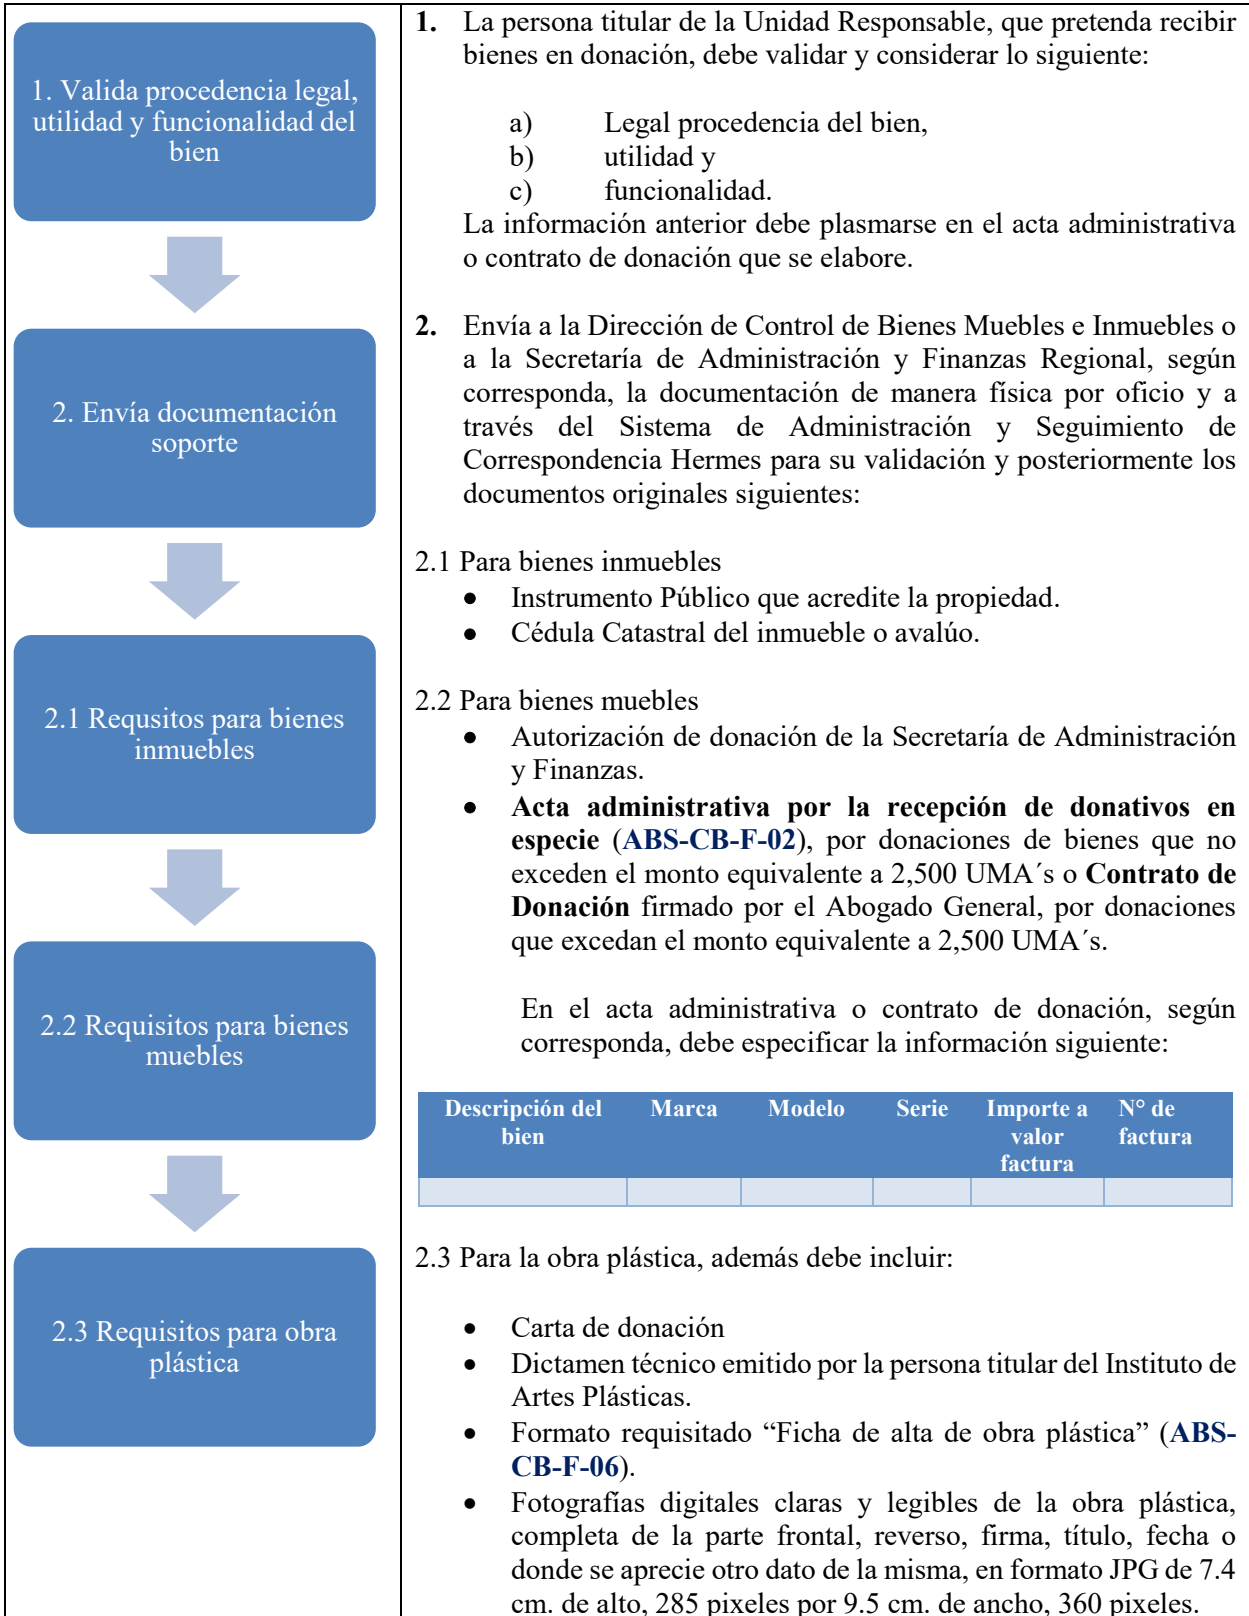 1. Valida procedencia legal,
utilidad y funcionalidad del
bien
2. Envía documentación
soporte
2.1 Requsitos para bienes
inmuebles
2.2 Requisitos para bienes
muebles
2.3 Requisitos para obra
plástica
1. La persona titular de la Unidad Responsable, que pretenda recibir
bienes en donación, debe validar y considerar lo siguiente:
a) Legal procedencia del bien,
b) utilidad y
c) funcionalidad.
La información anterior debe plasmarse en el acta administrativa
o contrato de donación que se elabore.
2. Envía a la Dirección de Control de Bienes Muebles e Inmuebles o
a la Secretaría de Administración y Finanzas Regional, según
corresponda, la documentación de manera física por oficio y a
través del Sistema de Administración y Seguimiento de
Correspondencia Hermes para su validación y posteriormente los
documentos originales siguientes:
2.1 Para bienes inmuebles
• Instrumento Público que acredite la propiedad.
• Cédula Catastral del inmueble o avalúo.
2.2 Para bienes muebles
• Autorización de donación de la Secretaría de Administración
y Finanzas.
• Acta administrativa por la recepción de donativos en
especie (ABS-CB-F-02), por donaciones de bienes que no
exceden el monto equivalente a 2,500 UMA´s o Contrato de
Donación firmado por el Abogado General, por donaciones
que excedan el monto equivalente a 2,500 UMA´s.
En el acta administrativa o contrato de donación, según
corresponda, debe especificar la información siguiente:
Descripción del Marca Modelo Serie Importe a N° de
bien valor factura
factura
2.3 Para la obra plástica, además debe incluir:
• Carta de donación
• Dictamen técnico emitido por la persona titular del Instituto de
Artes Plásticas.
• Formato requisitado “Ficha de alta de obra plástica” (ABS-
CB-F-06).
• Fotografías digitales claras y legibles de la obra plástica,
completa de la parte frontal, reverso, firma, título, fecha o
donde se aprecie otro dato de la misma, en formato JPG de 7.4
cm. de alto, 285 pixeles por 9.5 cm. de ancho, 360 pixeles.